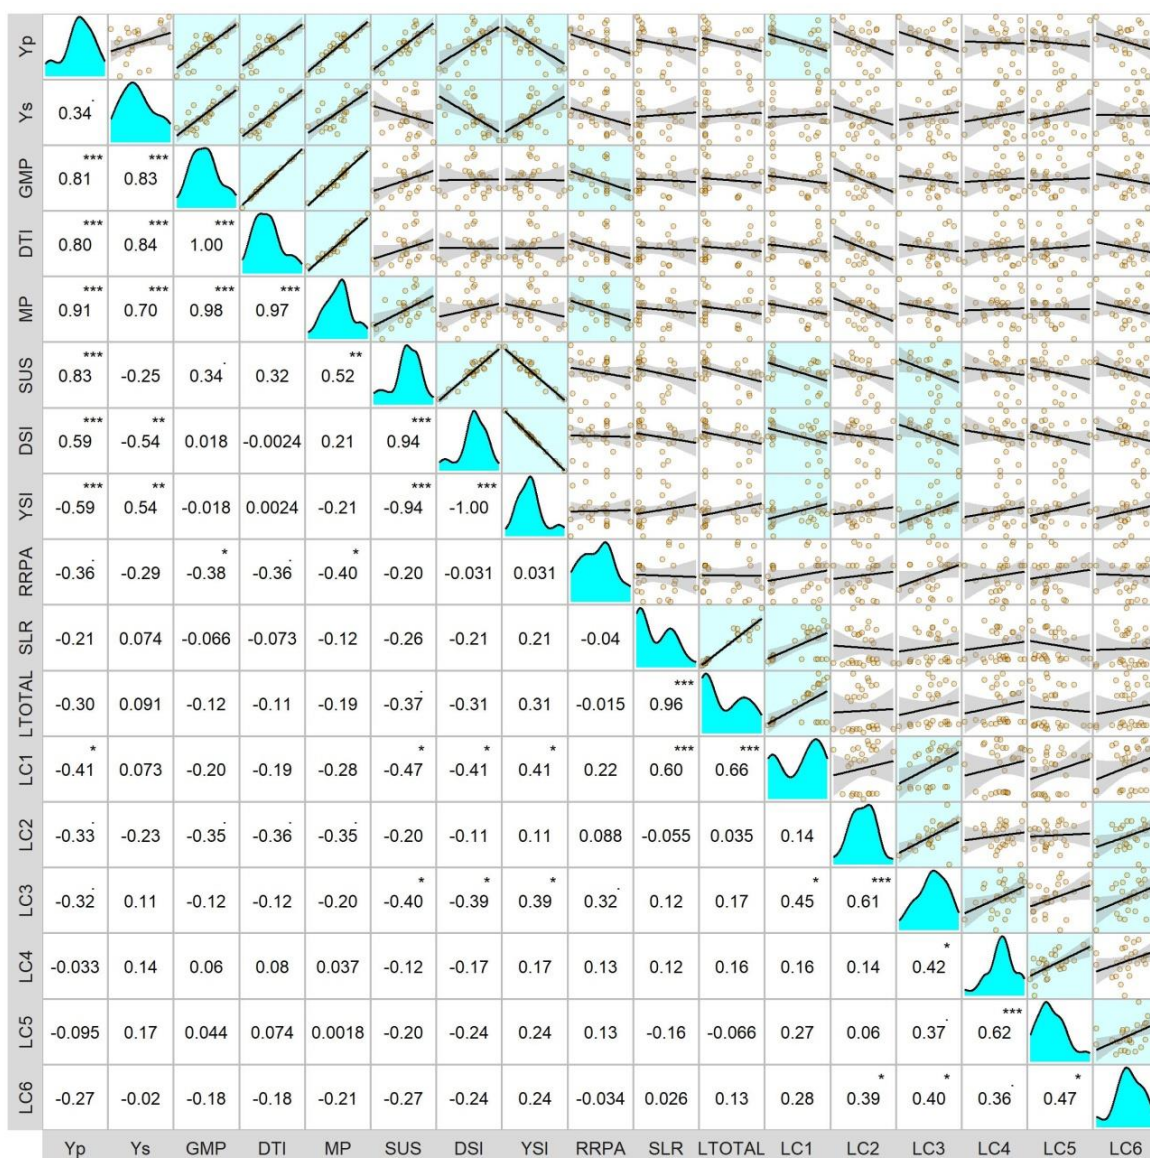 Yp
Ys
0.34.
GMP
*** ***
0.81 0.83
DTI
*** *** ***
0.80 0.84 1.00
MP
*** *** *** ***
0.91 0.70 0.98 0.97
SUS
*** **
0.83 -0.25 0.34. 0.32 0.52
DSI
*** ** ***
0.59 -0.54 0.018 -0.0024 0.21 0.94
YSI
*** ** *** ***
-0.59 0.54 -0.018 0.0024 -0.21 -0.94 -1.00
RRPA
* *
-0.36. -0.29 -0.38 -0.36. -0.40 -0.20 -0.031 0.031
SLR
-0.21 0.074 -0.066 -0.073 -0.12 -0.26 -0.21 0.21 -0.04
LTOTAL
***
-0.30 0.091 -0.12 -0.11 -0.19 -0.37. -0.31 0.31 -0.015 0.96
LC1
* * * * *** ***
-0.41 0.073 -0.20 -0.19 -0.28 -0.47 -0.41 0.41 0.22 0.60 0.66
LC2
-0.33. -0.23 -0.35. -0.36. -0.35. -0.20 -0.11 0.11 0.088 -0.055 0.035 0.14
LC3
* * * * ***
-0.32. 0.11 -0.12 -0.12 -0.20 -0.40 -0.39 0.39 0.32. 0.12 0.17 0.45 0.61
LC4
*
-0.033 0.14 0.06 0.08 0.037 -0.12 -0.17 0.17 0.13 0.12 0.16 0.16 0.14 0.42
LC5
***
-0.095 0.17 0.044 0.074 0.0018 -0.20 -0.24 0.24 0.13 -0.16 -0.066 0.27 0.06 0.37. 0.62
LC6
* * *
-0.27 -0.02 -0.18 -0.18 -0.21 -0.27 -0.24 0.24 -0.034 0.026 0.13 0.28 0.39 0.40 0.36. 0.47
Yp Ys GMP DTI MP SUS DSI YSI RRPA SLR LTOTAL LC1 LC2 LC3 LC4 LC5 LC6